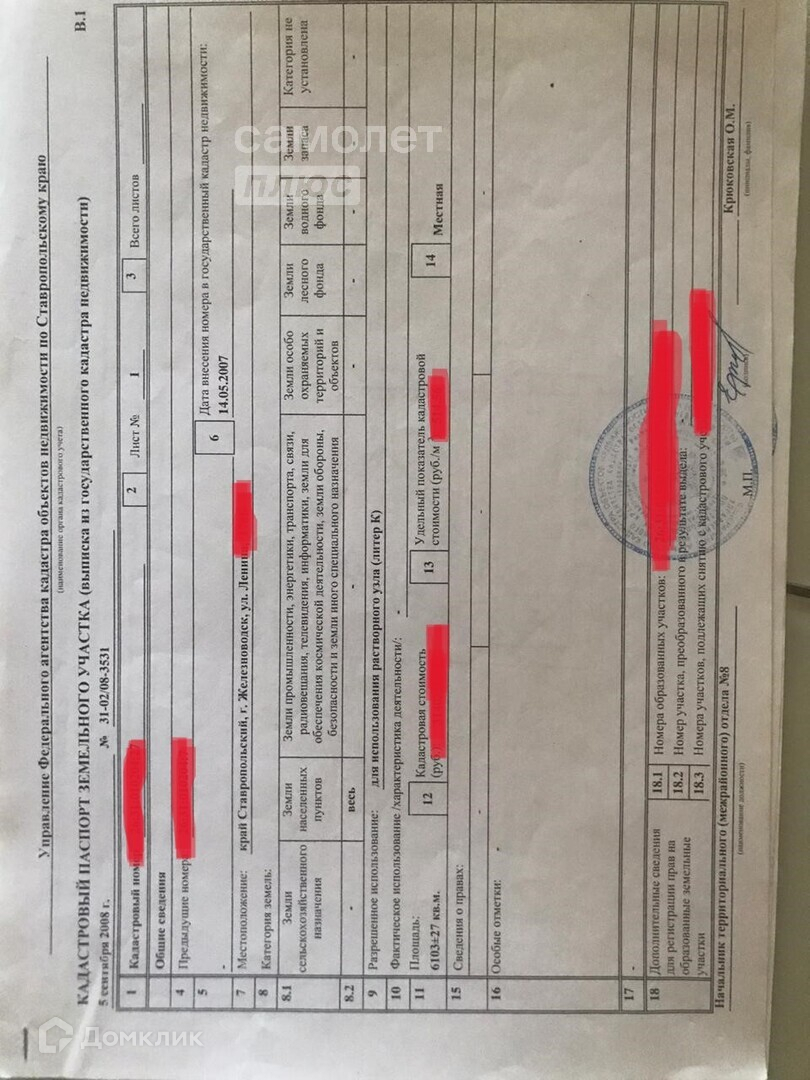 В.1
Управление Федерального агентства кадастра объектов недвижимости по Ставропольскому краю
(наименование органа кадастрового учета)
КАДАСТРОВЫЙ ПАСПОРТ ЗЕМЕЛЬНОГО УЧАСТКА (выписка из государственного кадастра недвижимости)
5 сентября 2008 г. № 31-02/08-3531
1 Кадастровый ном 2 Лист № 1 3 Всего листов
Общие сведения
4 Предыдущие номер
5 - 6 Дата внесения номера в государственный кадастр недвижимости:
14.05.2007
7 Местоположение: край Ставропольский, г. Железноводск, ул. Ленин
8 Категория земель:
8.1 Земли сельскохозяйственного назначения
Земли населенных пунктов
Земли промышленности, энергетики, транспорта, связи,
радиовещания, телевидения, информатики, земли для
обеспечения космической деятельности, земли обороны,
безопасности и земли иного специального назначения
Земли особо охраняемых территорий и объектов
Земли лесного фонда
Земли водного фонда
Земли запаса
Категория не установлена
8.2 - весь - - - - - -
9 Разрешенное использование: для использования растворного узла (литер К)
10 Фактическое использование /характеристика деятельности/: -
11 Площадь:
6103±27 кв.м.
12 Кадастровая стоимость
(руб
13 Удельный показатель кадастровой
стоимости (руб./м
14 Местная
15 Сведения о правах:
- - -
16 Особые отметки: -
17 -
18 Дополнительные сведения
для регистрации прав на
образованные земельные
участки
18.1 Номера образованных участков:
18.2 Номер участка, преобразованного в результате выдела: -
18.3 Номера участков, подлежащих снятию с кадастрового уч
Начальник территориального (межрайонного) отдела №8
(наименование должности)
М.П.
Крюковская О.М.
(инициалы, фамилия)
самолет
плюс
Домклик